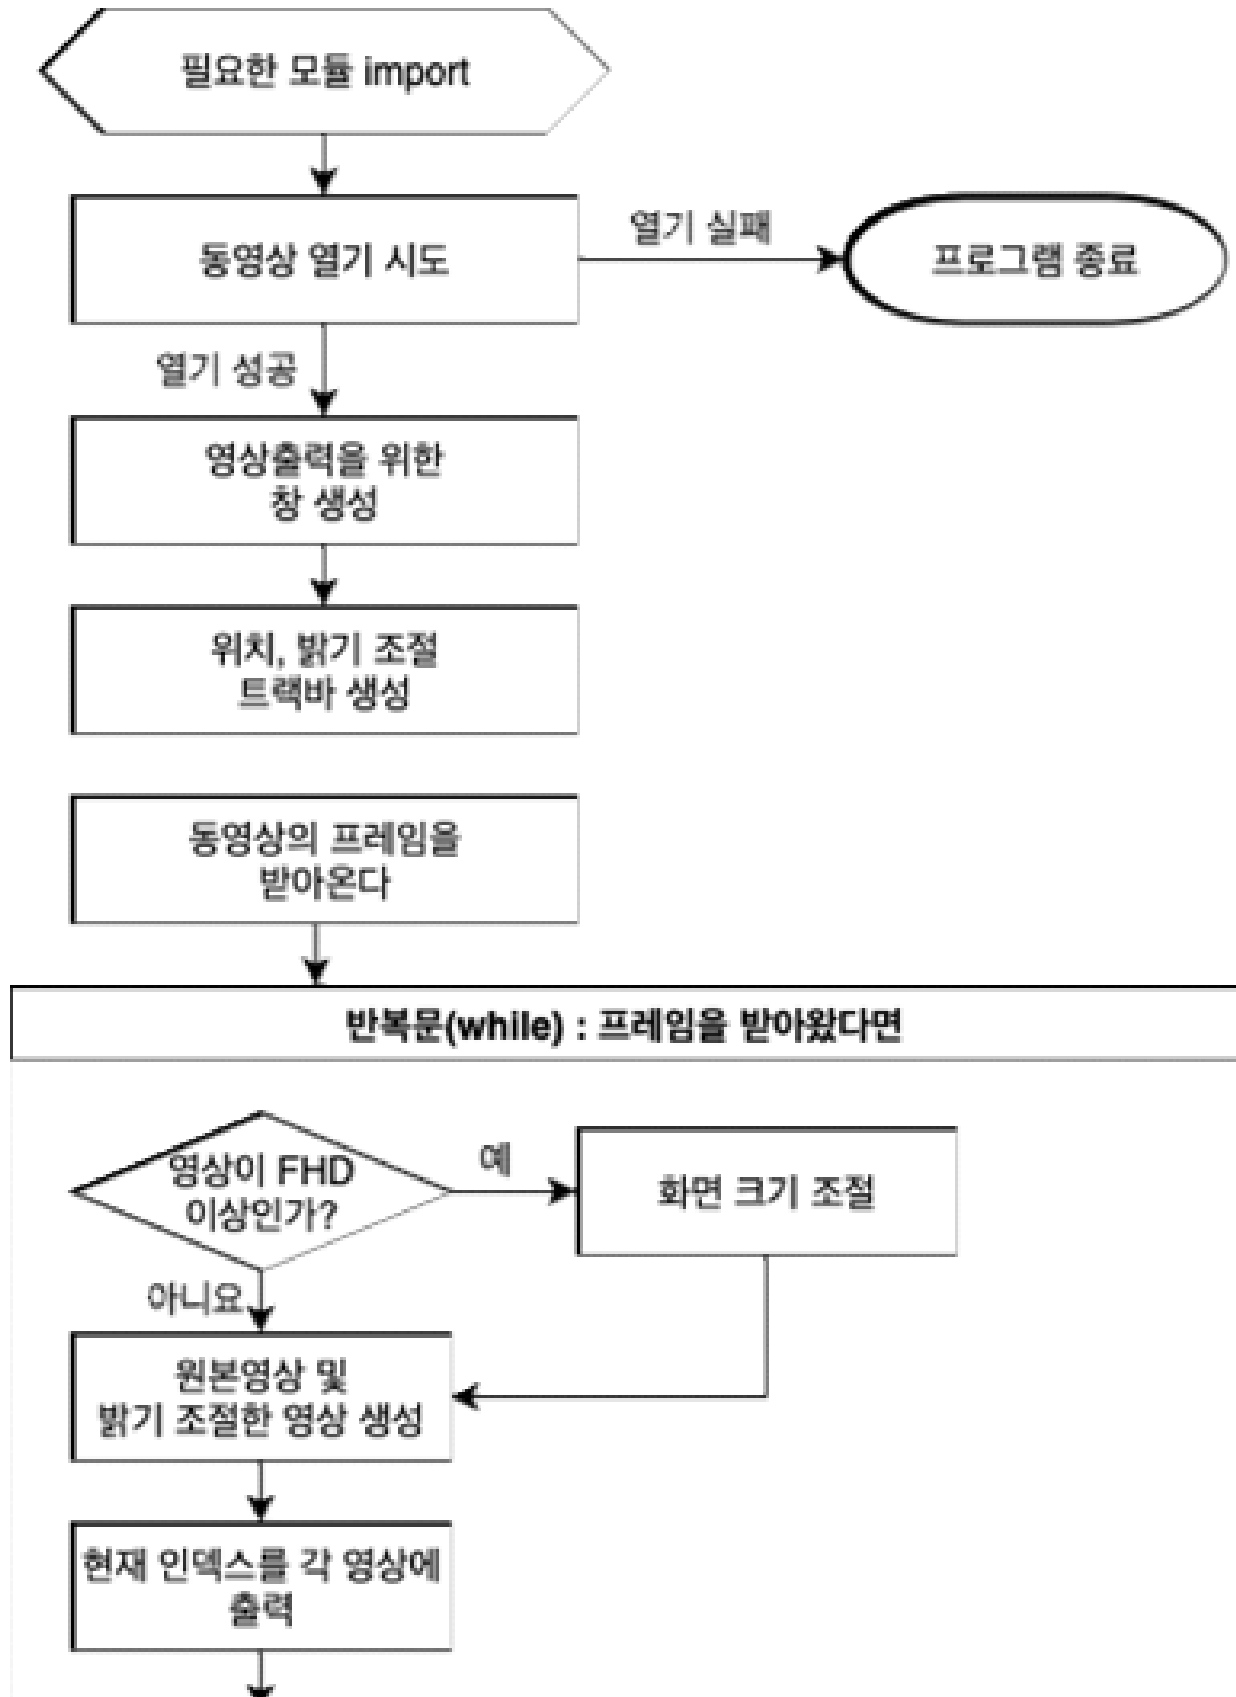 필요한 모듈 import
동영상 열기 시도
열기 실패
프로그램 종료
열기 성공
영상출력을 위한
창 생성
위치, 밝기 조절
트랙바 생성
동영상의 프레임을
받아온다
반복문(while) : 프레임을 받아왔다면
영상이 FHD
이상인가?
예
화면 크기 조절
아니요
원본영상 및
밝기 조절한 영상 생성
현재 인덱스를 각 영상에
출력